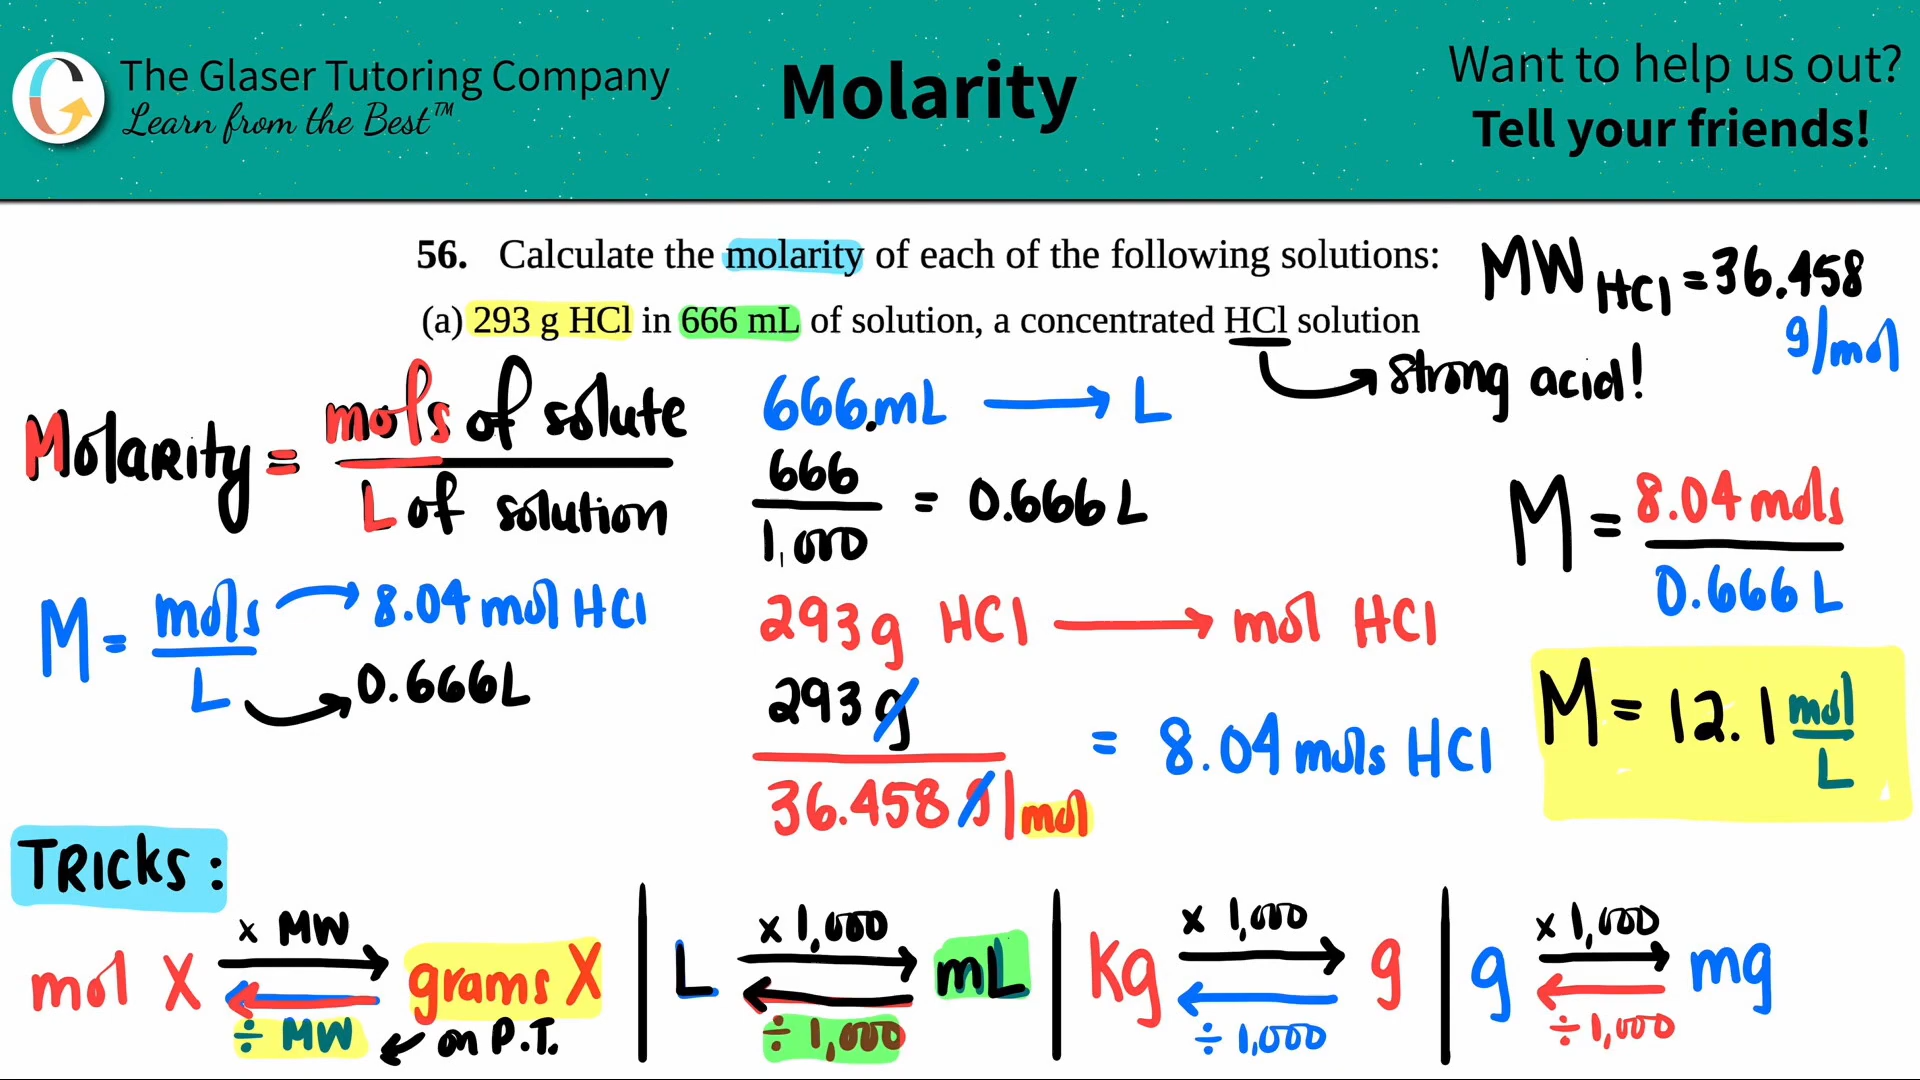 The Glaser Tutoring Company
Learn from the Best™
Molarity
Want to help us out?
Tell your friends!
56. Calculate the molarity of each of the following solutions:
(a) 293 g HCl in 666 mL of solution, a concentrated HCl solution
MW HCl = 36.458
g/mol
strong acid!
Molarity = mols of solute
L of solution
M = mols → 8.04 mol HCl
L → 0.666L
666.mL → L
666
1,000 = 0.666 L
293g HCl → mol HCl
293 g
36.458 g/mol = 8.04 mols HCl
M = 8.04 mols
0.666 L
M = 12.1 mol
L
TRICKS:
x MW
mol X grams X
÷ MW on P.T.
x 1,000
L mL
÷ 1,000
x 1,000
Kg g
÷ 1,000
x 1,000
g mg
÷ 1,000